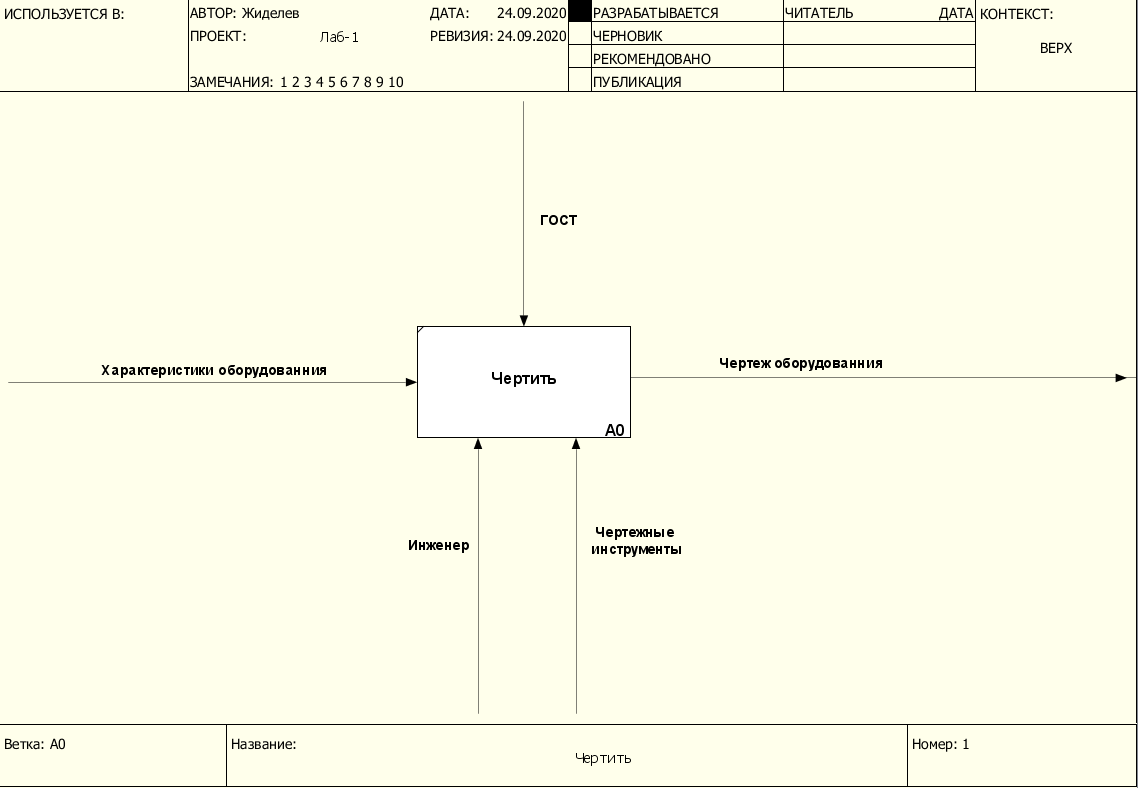 ИСПОЛЬЗУЕТСЯ В:
АВТОР: Жиделев ДАТА: 24.09.2020
ПРОЕКТ: Лаб-1 РЕВИЗИЯ: 24.09.2020
ЗАМЕЧАНИЯ: 1 2 3 4 5 6 7 8 9 10
РАЗРАБАТЫВАЕТСЯ
ЧЕРНОВИК
РЕКОМЕНДОВАНО
ПУБЛИКАЦИЯ
ЧИТАТЕЛЬ ДАТА
КОНТЕКСТ:
ВЕРХ
ГОСТ
Характеристики оборудованния
Чертить
A0
Чертеж оборудованния
Инженер
Чертежные
инструменты
Ветка: A0
Название:
Чертить
Номер: 1